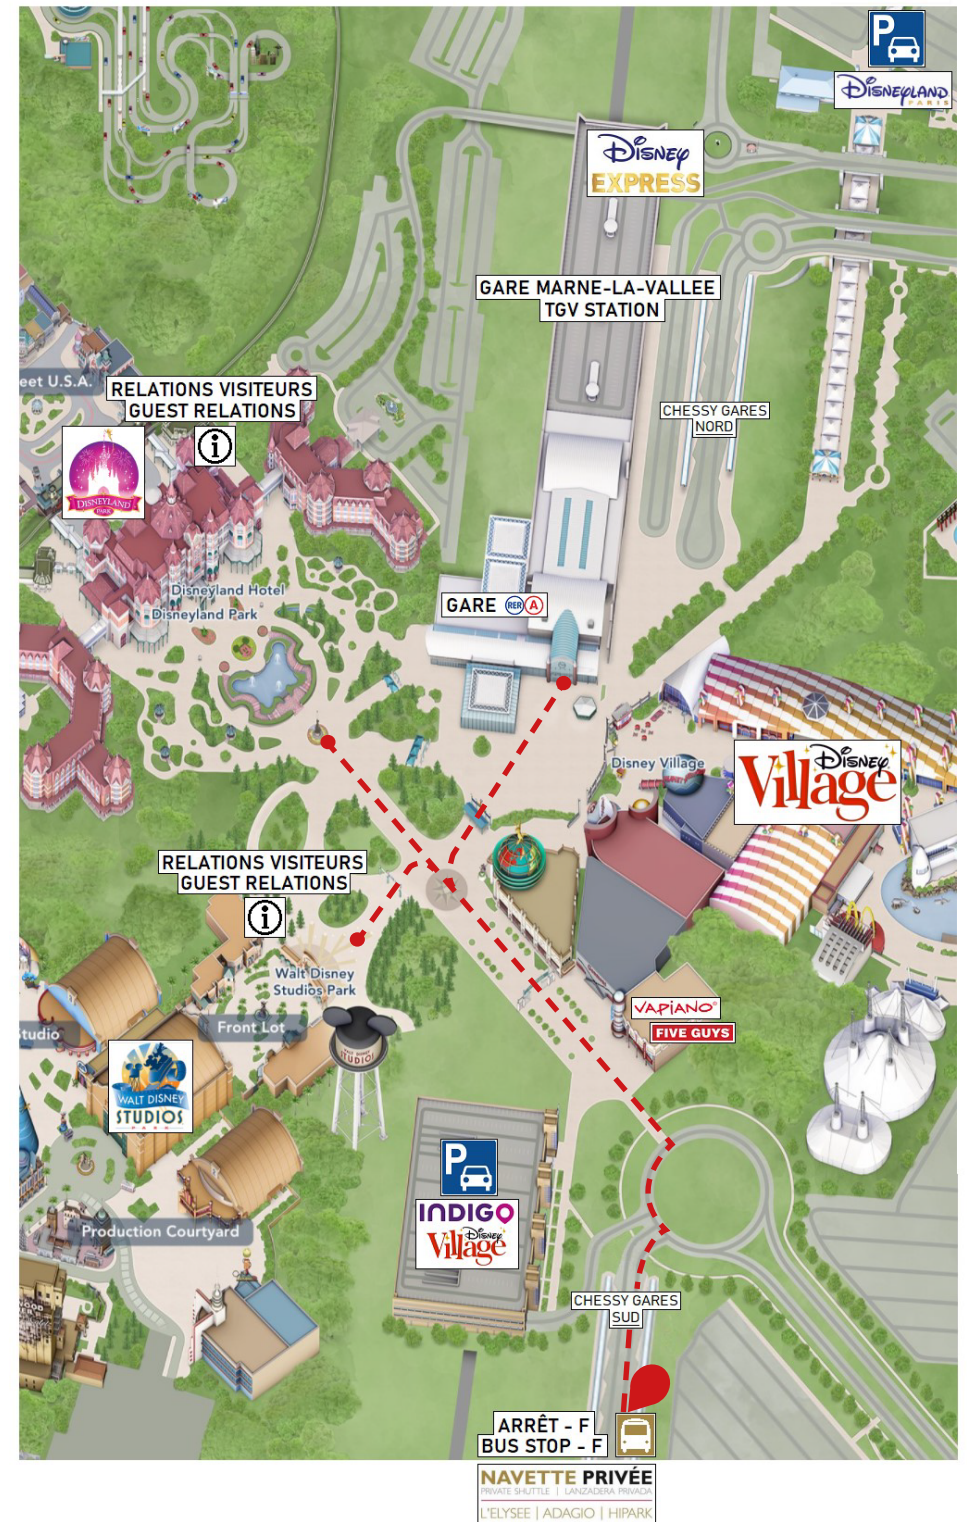 P
DISNEYLAND
PARIS
DISNEY
EXPRESS
GARE MARNE-LA-VALLEE
TGV STATION
eet U.S.A.
RELATIONS VISITEURS
GUEST RELATIONS
i
CHESSY GARES
NORD
DISNEYLAND
PARK
Disneyland Hotel
Disneyland Park
GARE RER A
Disney Village
DISNEY
Village
RELATIONS VISITEURS
GUEST RELATIONS
i
Walt Disney
Studios Park
VAPIANO®
FIVE GUYS
Front Lot
Studio
STUDIOS
WALT DISNEY
STUDIOS
PARK
P
INDIGO
DISNEY
Village
Production Courtyard
CHESSY GARES
SUD
ARRÊT - F
BUS STOP - F
NAVETTE PRIVÉE
PRIVATE SHUTTLE | LANZADERA PRIVADA
L'ELYSEE | ADAGIO | HIPARK